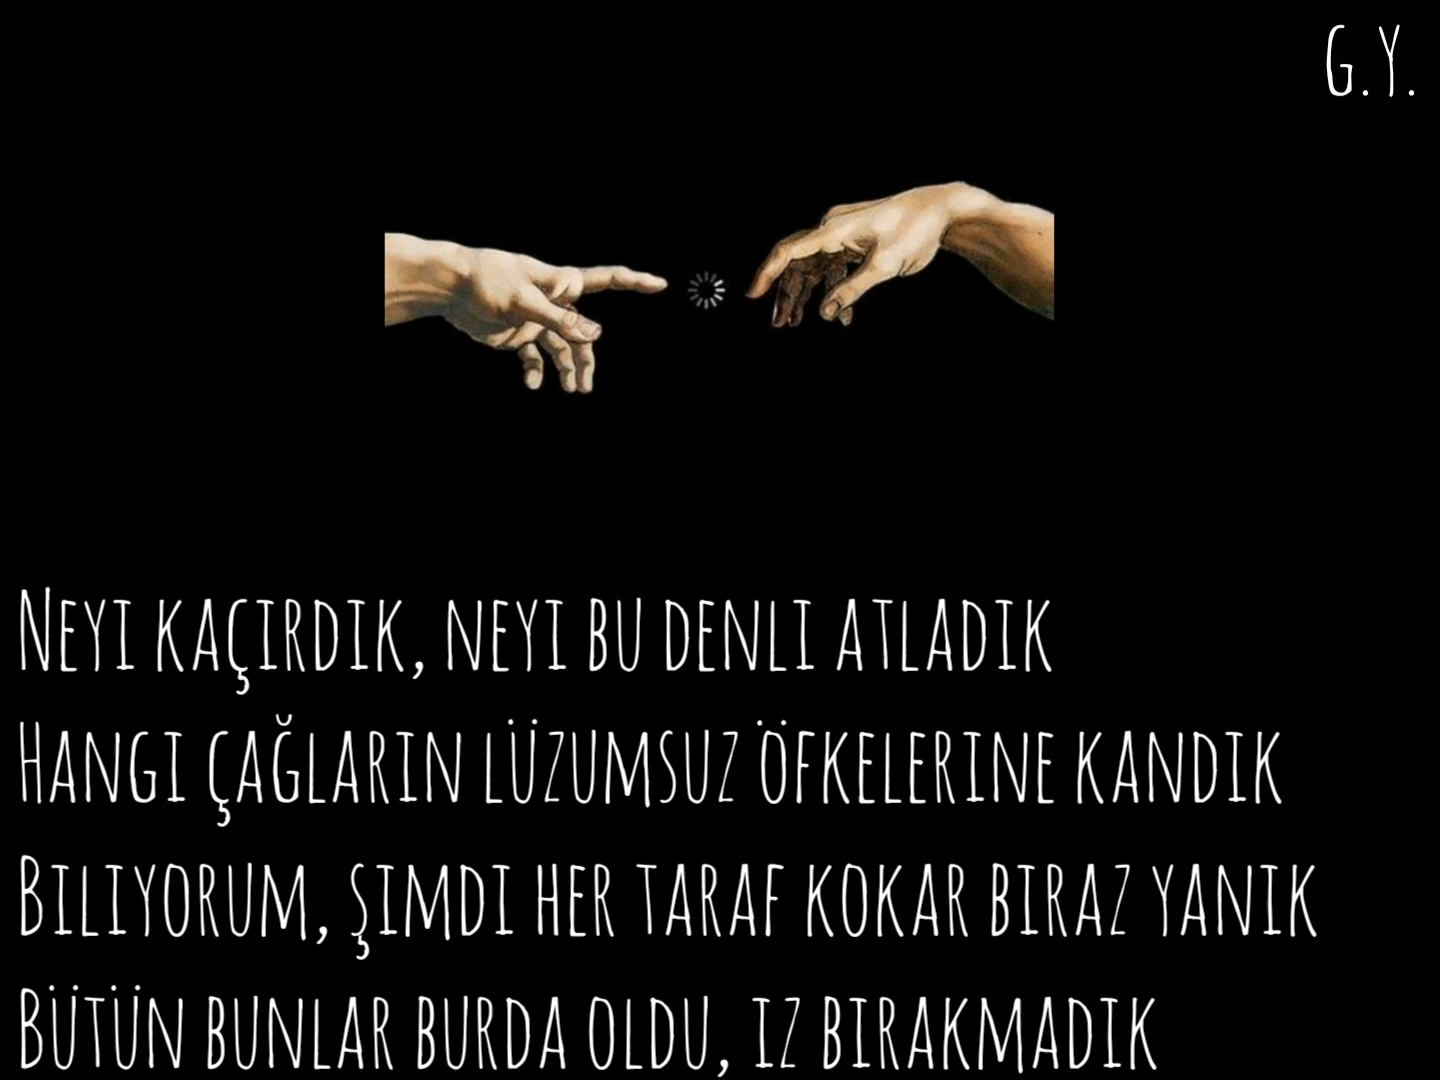 G.Y.
Neyi kaçırdık, neyi bu denli atladık
Hangi çağların lüzumsuz öfkelerine kandık
Biliyorum, şimdi her taraf kokar biraz yanık
Bütün bunlar burda oldu, iz bırakmadık